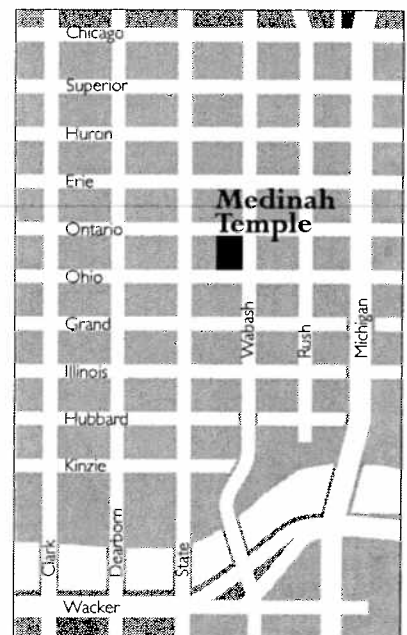 Chicago
Superior
Huron
Erie
Medinah
Temple
Ontario
Ohio
Grand
Wabash
Rush
Michigan
Illinois
Hubbard
Kinzie
Clark
Dearborn
State
Wacker